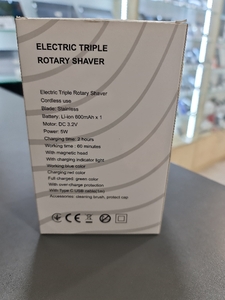 ELECTRIC TRIPLE
ROTARY SHAVER
Electric Triple Rotary Shaver
Cordless use
Blade: Stainless
Battery: Li-ion 600mAh x 1
Motor: DC 3.2V
Power: 5W
Charging time: 3 hours
Working time : 60 minutes
With magnetic head
With charging indicator light
Working:blue color
Charging:red color
Full charged: green color
With over-charge protection
With Type C USB cable(1m)
Accessories: cleaning brush, protect cap
CE